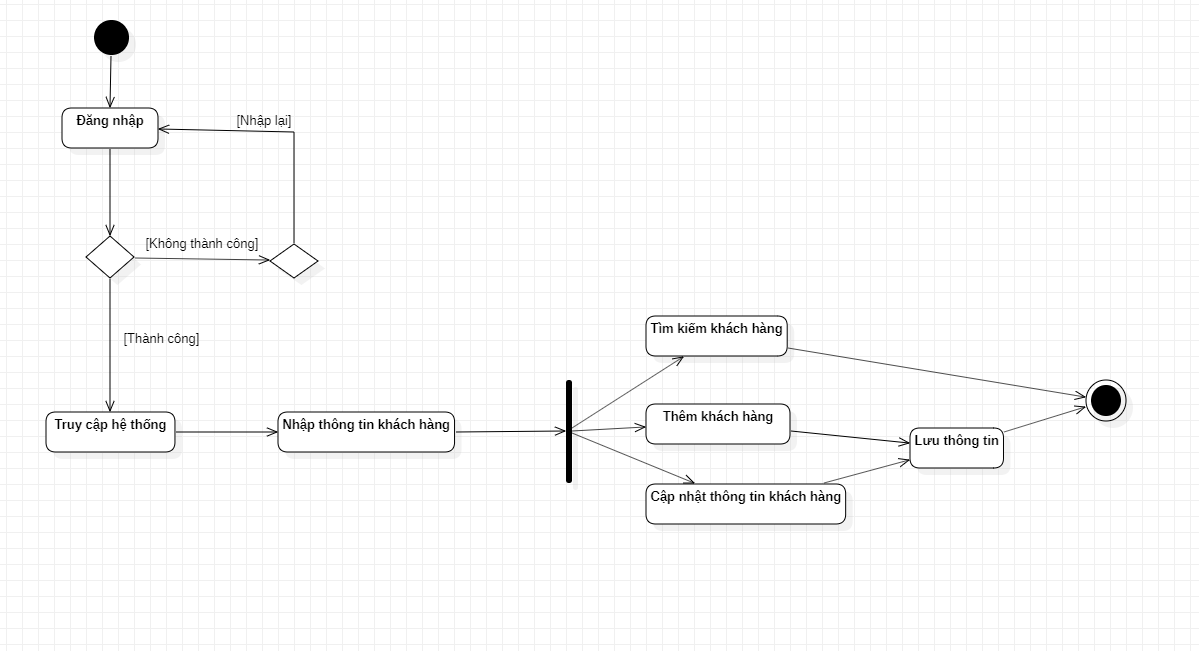 Đăng nhập
[Nhập lại]
[Không thành công]
[Thành công]
Truy cập hệ thống
Nhập thông tin khách hàng
Tìm kiếm khách hàng
Thêm khách hàng
Cập nhật thông tin khách hàng
Lưu thông tin